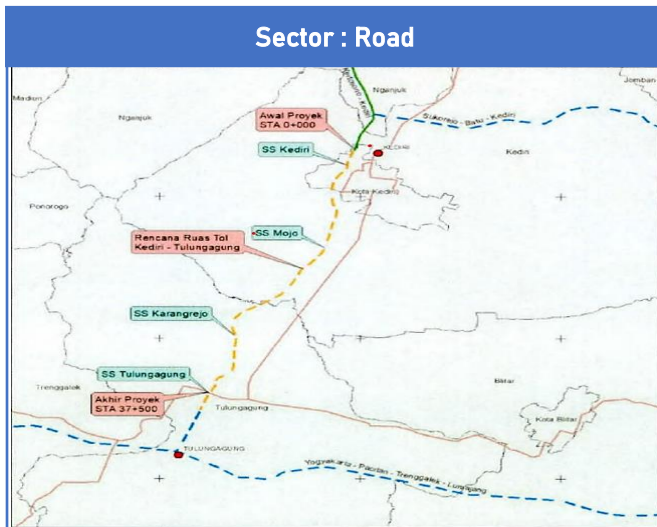 Sector : Road
Nganjuk
Jombang
Madiun
Nganjuk
Awal Proyek
STA 0+000
Sukorejo - Batu - Kediri
SS Kediri
KEDIRI
Kediri
Kota Kediri
Ponorogo
SS Mojo
Rencana Ruas Tol
Kediri - Tulungagung
SS Karangrejo
SS Tulungagung
Trenggalek
Blitar
Akhir Proyek
STA 37+500
Tulungagung
Kota Blitar
TULUNGAGUNG
Yogyakarta - Pacitan - Trenggalek - Lumajang